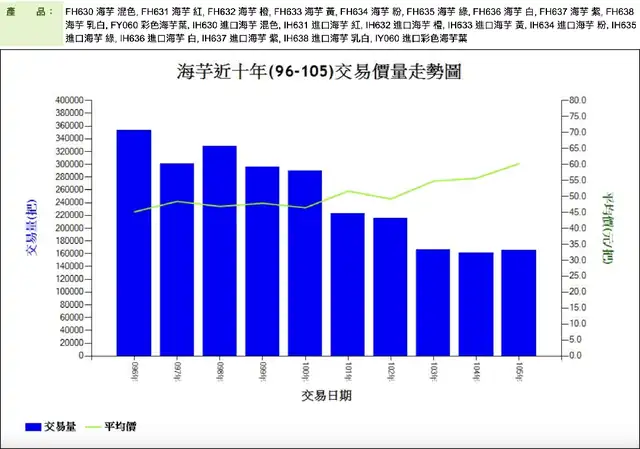 產 品： FH630 海芋 混色, FH631 海芋 紅, FH632 海芋 橙, FH633 海芋 黃, FH634 海芋 粉, FH635 海芋 綠, FH636 海芋 白, FH637 海芋 紫, FH638
海芋 乳白, FY060 彩色海芋葉, IH630 進口海芋 混色, IH631 進口海芋 紅, IH632 進口海芋 橙, IH633 進口海芋 黃, IH634 進口海芋 粉, IH635
進口海芋 綠, IH636 進口海芋 白, IH637 進口海芋 紫, IH638 進口海芋 乳白, IY060 進口彩色海芋葉
海芋近十年(96-105)交易價量走勢圖
400000
380000
360000
340000
320000
300000
280000
260000
240000
220000
200000
180000
160000
140000
120000
100000
80000
60000
40000
20000
0
交易量(把)
80.0
75.0
70.0
65.0
60.0
55.0
50.0
45.0
40.0
35.0
30.0
25.0
20.0
15.0
10.0
5.0
0.0
平均價(元/把)
096年
097年
098年
099年
100年
101年
102年
103年
104年
105年
交易日期
交易量 平均價